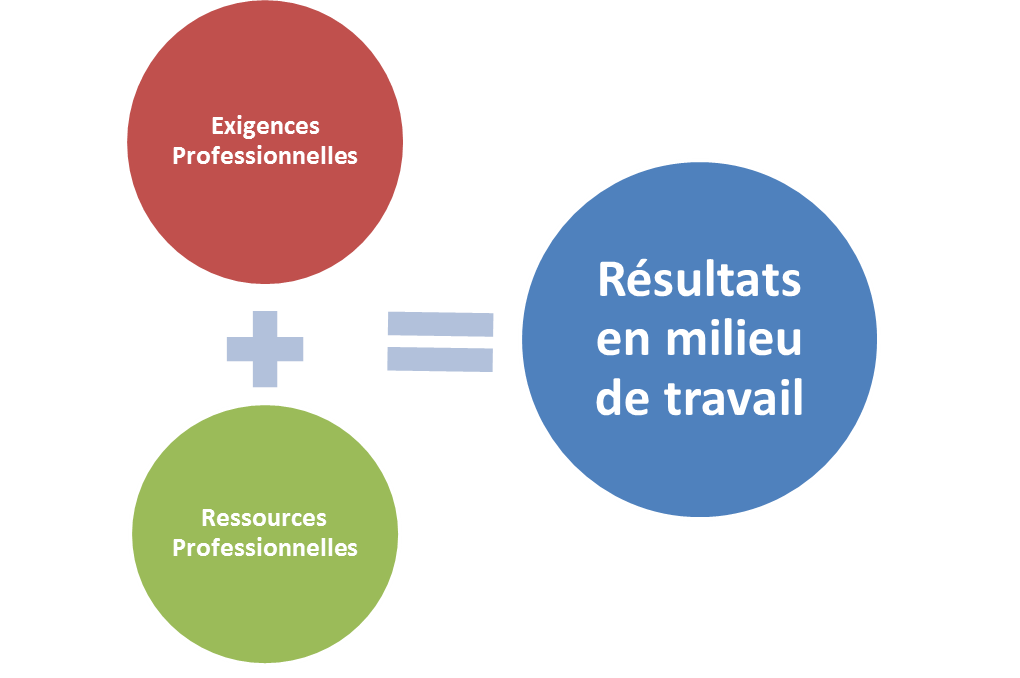 Exigences
Professionnelles
Ressources
Professionnelles
Résultats
en milieu
de travail